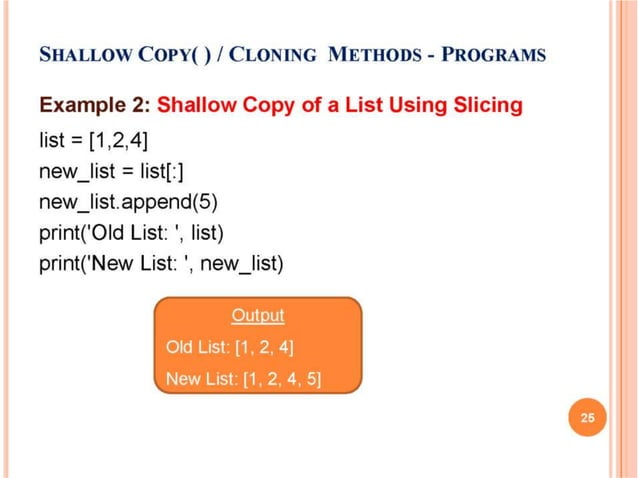 SHALLOW COPY( ) / CLONING METHODS - PROGRAMS
Example 2: Shallow Copy of a List Using Slicing
list = [1,2,4]
new_list = list[:]
new_list.append(5)
print('Old List: ', list)
print('New List: ', new_list)
Output
Old List: [1, 2, 4]
New List: [1, 2, 4, 5]
25